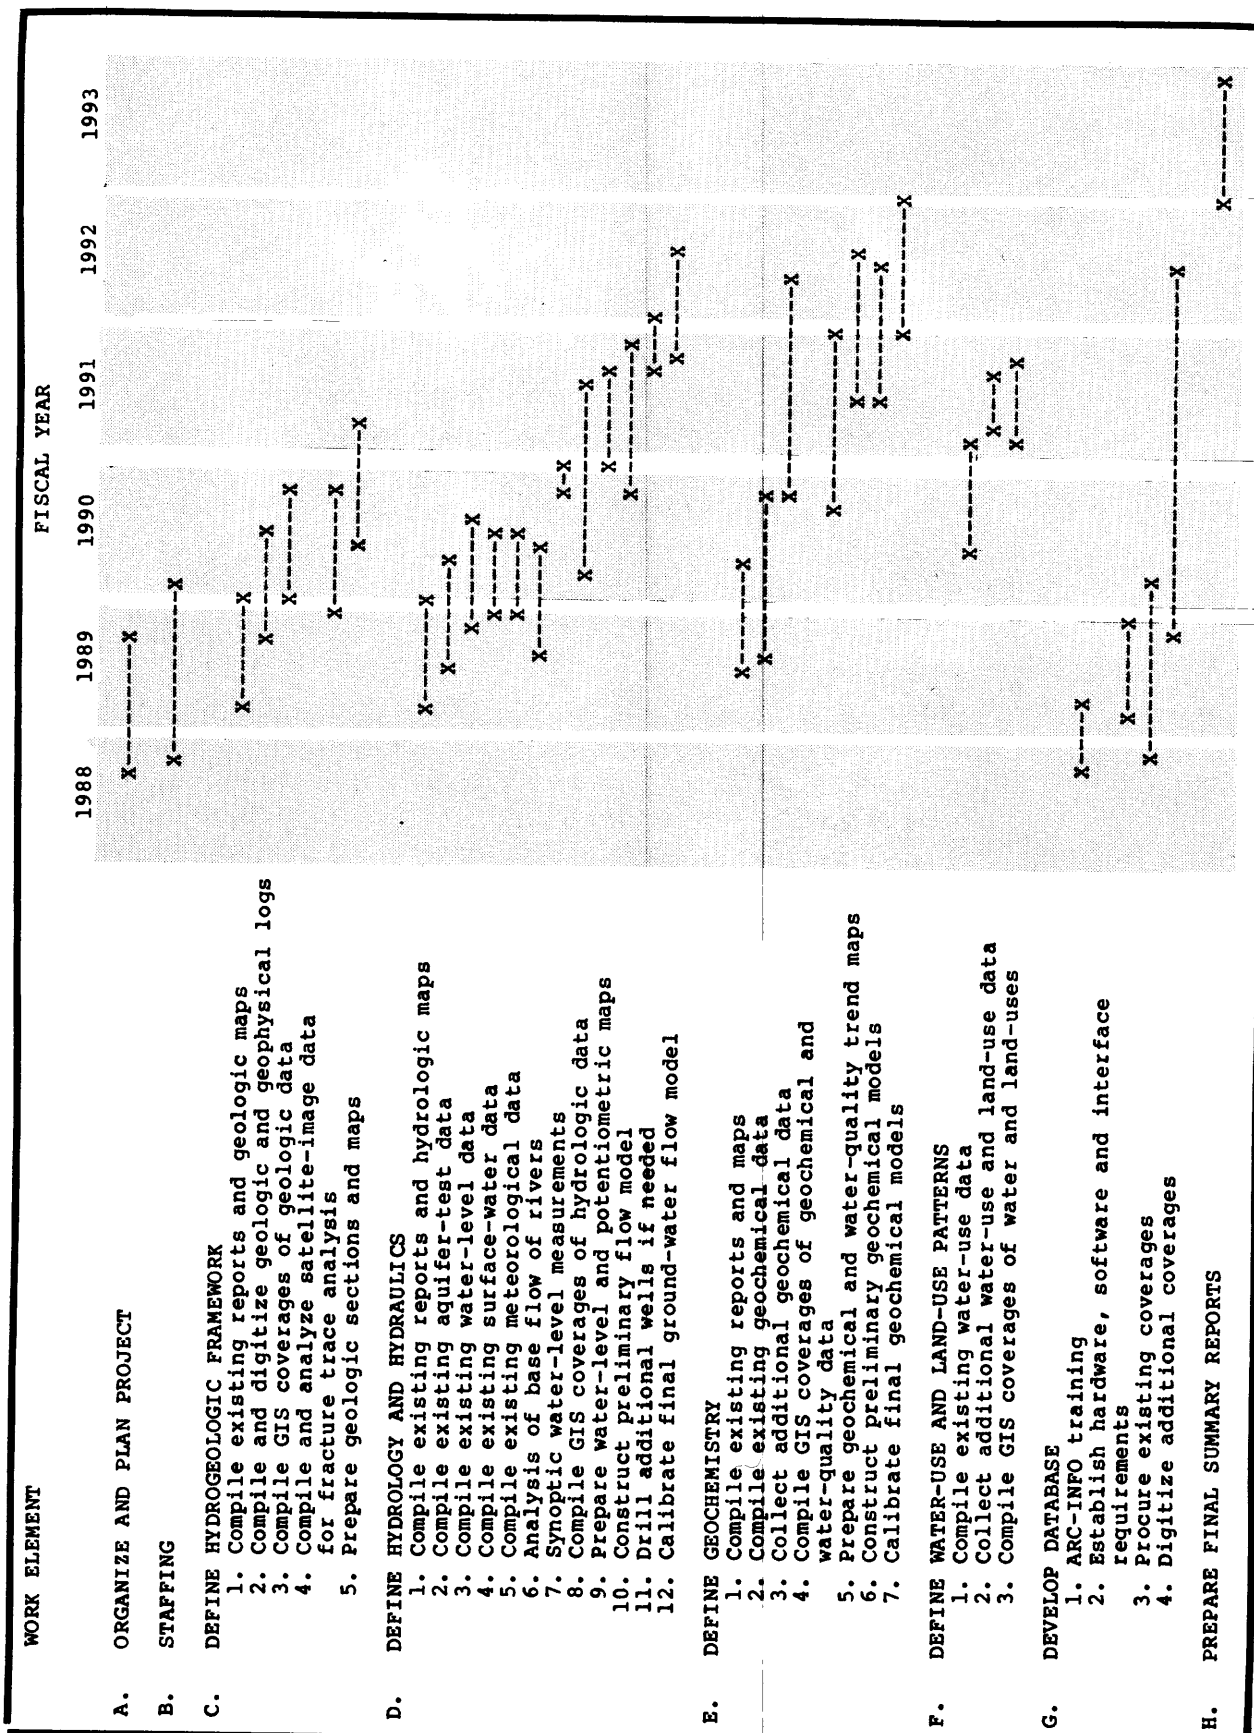 WORK ELEMENT
FISCAL YEAR
1988 1989 1990 1991 1992 1993
A. ORGANIZE AND PLAN PROJECT X---------X
B. STAFFING X------------X
C. DEFINE HYDROGEOLOGIC FRAMEWORK
1. Compile existing reports and geologic maps X-------X
2. Compile and digitize geologic and geophysical logs X-------X
3. Compile GIS coverages of geologic data X-------X
4. Compile and analyze satellite-image data
for fracture trace analysis X--------X
5. Prepare geologic sections and maps X--------X
D. DEFINE HYDROLOGY AND HYDRAULICS
1. Compile existing reports and hydrologic maps X-------X
2. Compile existing aquifer-test data X-------X
3. Compile existing water-level data X-------X
4. Compile existing surface-water data X-----X
5. Compile existing meteorological data X-----X
6. Analysis of base flow of rivers X-------X
7. Synoptic water-level measurements X-X
8. Compile GIS coverages of hydrologic data X-------------X
9. Prepare water-level and potentiometric maps X------X
10. Construct preliminary flow model X----------X
11. Drill additional wells if needed X---X
12. Calibrate final ground-water flow model X-------X
E. DEFINE GEOCHEMISTRY
1. Compile existing reports and maps X-------X
2. Compile existing geochemical data X-----------X
3. Collect additional geochemical data X---------------X
4. Compile GIS coverages of geochemical and
water-quality data X------------X
5. Prepare geochemical and water-quality trend maps X----------X
6. Construct preliminary geochemical models X---------X
7. Calibrate final geochemical models X---------X
F. DEFINE WATER-USE AND LAND-USE PATTERNS
1. Compile existing water-use data X-------X
2. Collect additional water-use and land-use data X---X
3. Compile GIS coverages of water and land-uses X-----X
G. DEVELOP DATABASE
1. ARC-INFO training X----X
2. Establish hardware, software and interface
requirements X------X
3. Procure existing coverages X------------X
4. Digitize additional coverages X--------------------------X
H. PREPARE FINAL SUMMARY REPORTS X--------X